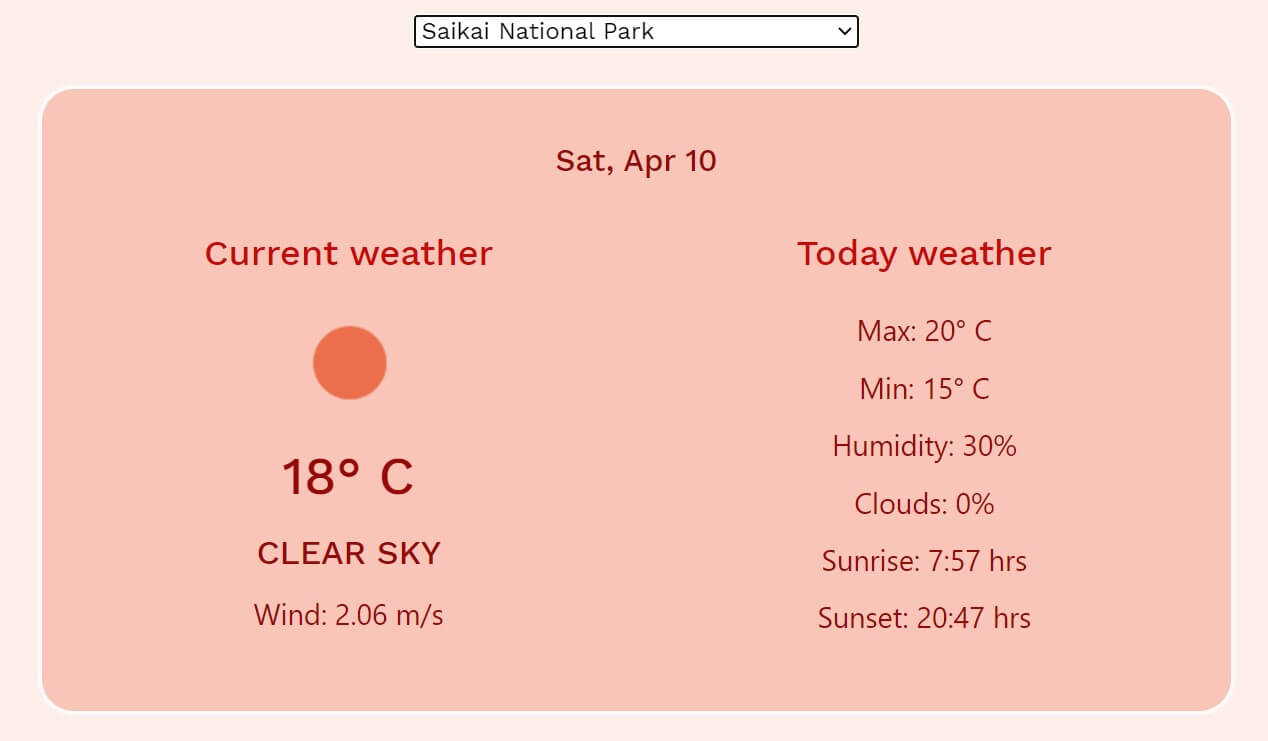 Saikai National Park
Sat, Apr 10
Current weather
18° C
CLEAR SKY
Wind: 2.06 m/s
Today weather
Max: 20° C
Min: 15° C
Humidity: 30%
Clouds: 0%
Sunrise: 7:57 hrs
Sunset: 20:47 hrs